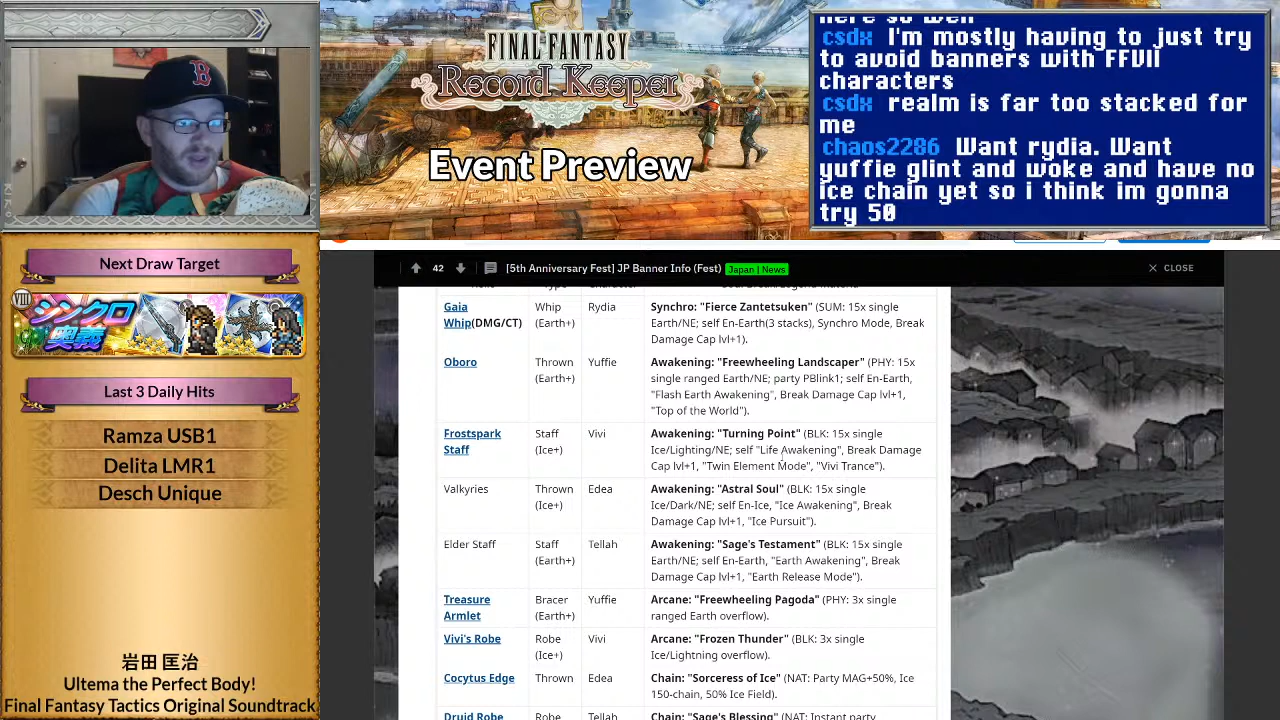 FINAL FANTASY
Record Keeper
Event Preview
here so well
csdx I'm mostly having to just try
to avoid banners with FFVII
characters
csdx realm is far too stacked for
me
chaos2286 Want rydia. Want
yuffie glint and woke and have no
ice chain yet so i think im gonna
try 50
Next Draw Target
VIII
シンクロ
奥義
Last 3 Daily Hits
Ramza USB1
Delita LMR1
Desch Unique
岩田 匡治
Ultema the Perfect Body!
Final Fantasy Tactics Original Soundtrack
42 [5th Anniversary Fest] JP Banner Info (Fest) Japan | News
CLOSE
Gaia Whip Rydia Synchro: "Fierce Zantetsuken" (SUM: 15x single
Whip(DMG/CT) (Earth+) Earth/NE; self En-Earth(3 stacks), Synchro Mode, Break
Damage Cap lvl+1).
Oboro Thrown Yuffie Awakening: "Freewheeling Landscaper" (PHY: 15x
(Earth+) single ranged Earth/NE; party PBlink1; self En-Earth,
"Flash Earth Awakening", Break Damage Cap lvl+1,
"Top of the World").
Frostspark Staff Vivi Awakening: "Turning Point" (BLK: 15x single
Staff (Ice+) Ice/Lighting/NE; self "Life Awakening", Break Damage
Cap lvl+1, "Twin Element Mode", "Vivi Trance").
Valkyries Thrown Edea Awakening: "Astral Soul" (BLK: 15x single
(Ice+) Ice/Dark/NE; self En-Ice, "Ice Awakening", Break
Damage Cap lvl+1, "Ice Pursuit").
Elder Staff Staff Tellah Awakening: "Sage's Testament" (BLK: 15x single
(Earth+) Earth/NE; self En-Earth, "Earth Awakening", Break
Damage Cap lvl+1, "Earth Release Mode").
Treasure Bracer Yuffie Arcane: "Freewheeling Pagoda" (PHY: 3x single
Armlet (Earth+) ranged Earth overflow).
Vivi's Robe Robe Vivi Arcane: "Frozen Thunder" (BLK: 3x single
(Ice+) Ice/Lightning overflow).
Cocytus Edge Thrown Edea Chain: "Sorceress of Ice" (NAT: Party MAG+50%, Ice
150-chain, 50% Ice Field).
Druid Robe Robe Tellah Chain: "Sage's Blessing" (NAT: Instant party